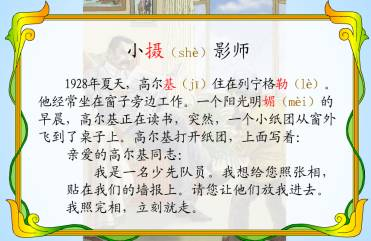 小摄（shè）影师
1928年夏天，高尔基（jī）住在列宁格勒（lè）。
他经常坐在窗子旁边工作。一个阳光明媚（mèi）的
早晨，高尔基正在读书，突然，一个小纸团从窗外
飞到了桌子上。高尔基打开纸团，上面写着：
亲爱的高尔基同志：
我是一名少先队员。我想给您照张相，
贴在我们的墙报上。请您让他们放我进去。
我照完相，立刻就走。